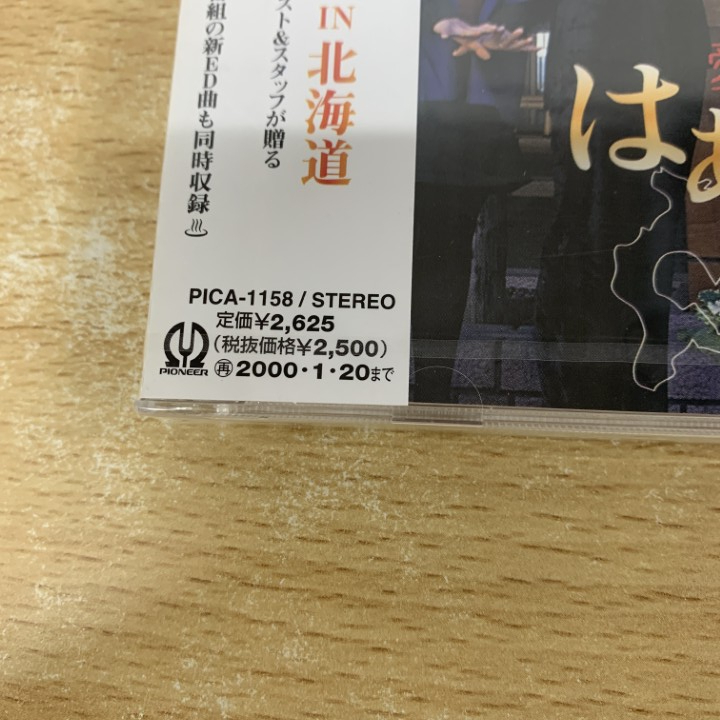 IN 北海道
スト&スタッフが贈る
組の新ED曲も同時収録♨
はあ
PICA-1158 / STEREO
定価¥2,625
(税抜価格¥2,500)
PIONEER
再 2000・1・20まで